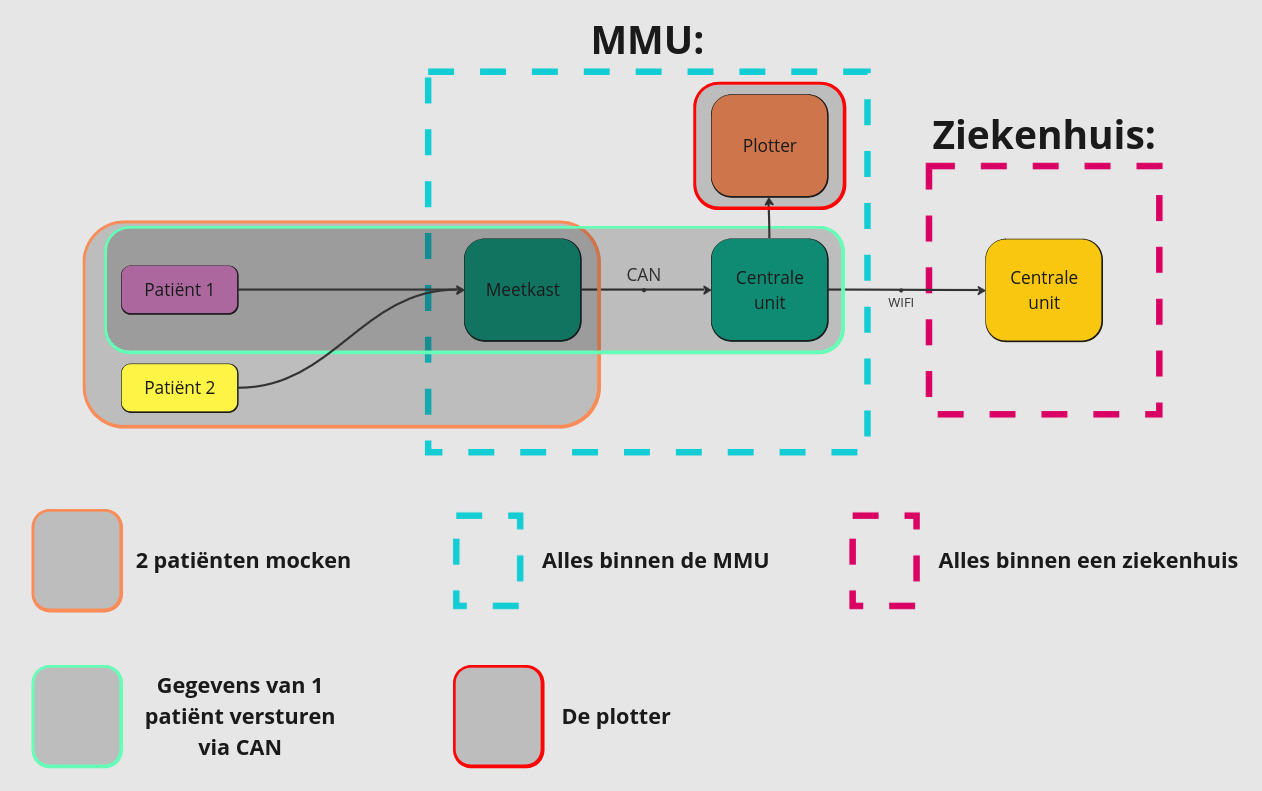 MMU:
Plotter
Ziekenhuis:
Patiënt 1
Meetkast
CAN
Centrale
unit
WIFI
Centrale
unit
Patiënt 2
2 patiënten mocken
Alles binnen de MMU
Alles binnen een ziekenhuis
Gegevens van 1
patiënt versturen
via CAN
De plotter